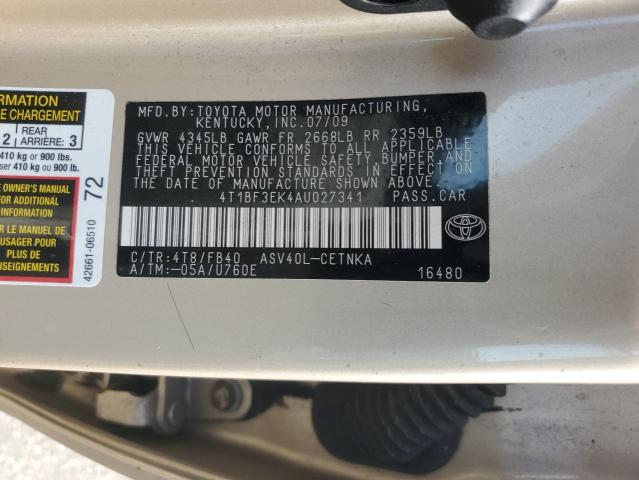 RMATION
E CHARGEMENT
2 REAR ARRIÈRE: 3
410 kg or 900 lbs.
ser 410 kg ou 900 lb.
OWNER'S MANUAL
FOR ADDITIONAL
INFORMATION
LE MANUEL
D'USAGER
POUR PLUS DE
RENSEIGNEMENTS
42661-06510
72
MFD.BY:TOYOTA MOTOR MANUFACTURING,
KENTUCKY, INC.07/09
GVWR 4345LB GAWR FR 2668LB RR 2359LB
THIS VEHICLE CONFORMS TO ALL APPLICABLE
FEDERAL MOTOR VEHICLE SAFETY, BUMPER, AND
THEFT PREVENTION STANDARDS IN EFFECT ON
THE DATE OF MANUFACTURE SHOWN ABOVE.
4T1BF3EK4AU027341 PASS.CAR
C/TR:4T8/FB40 ASV40L-CETNKA
A/TM:-05A/U760E 16480
TOYOTA